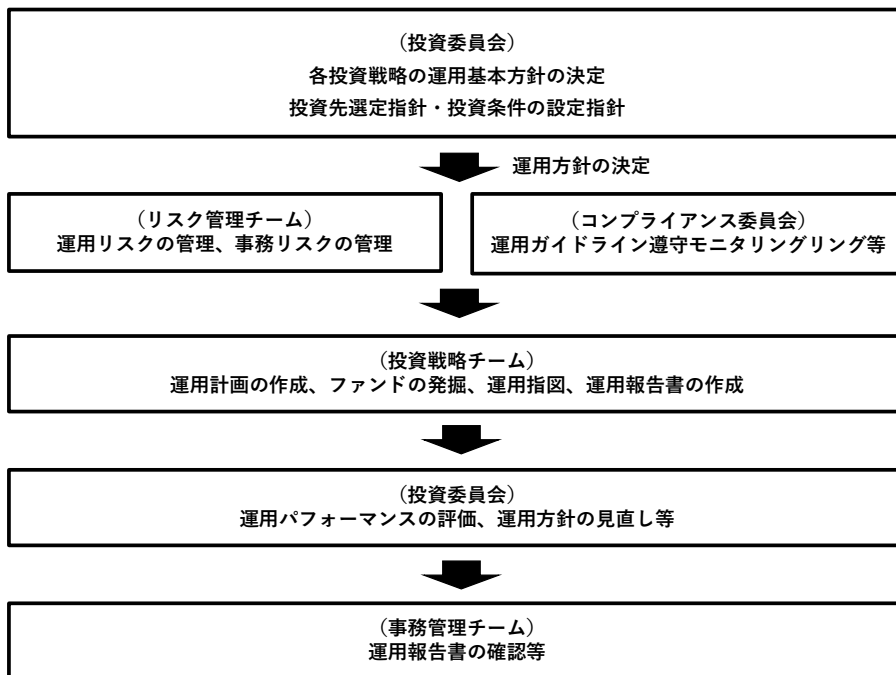 (投資委員会)
各投資戦略の運用基本方針の決定
投資先選定指針・投資条件の設定指針
運用方針の決定
(リスク管理チーム)
運用リスクの管理、事務リスクの管理
(コンプライアンス委員会)
運用ガイドライン遵守モニタリングリング等
(投資戦略チーム)
運用計画の作成、ファンドの発掘、運用指図、運用報告書の作成
(投資委員会)
運用パフォーマンスの評価、運用方針の見直し等
(事務管理チーム)
運用報告書の確認等